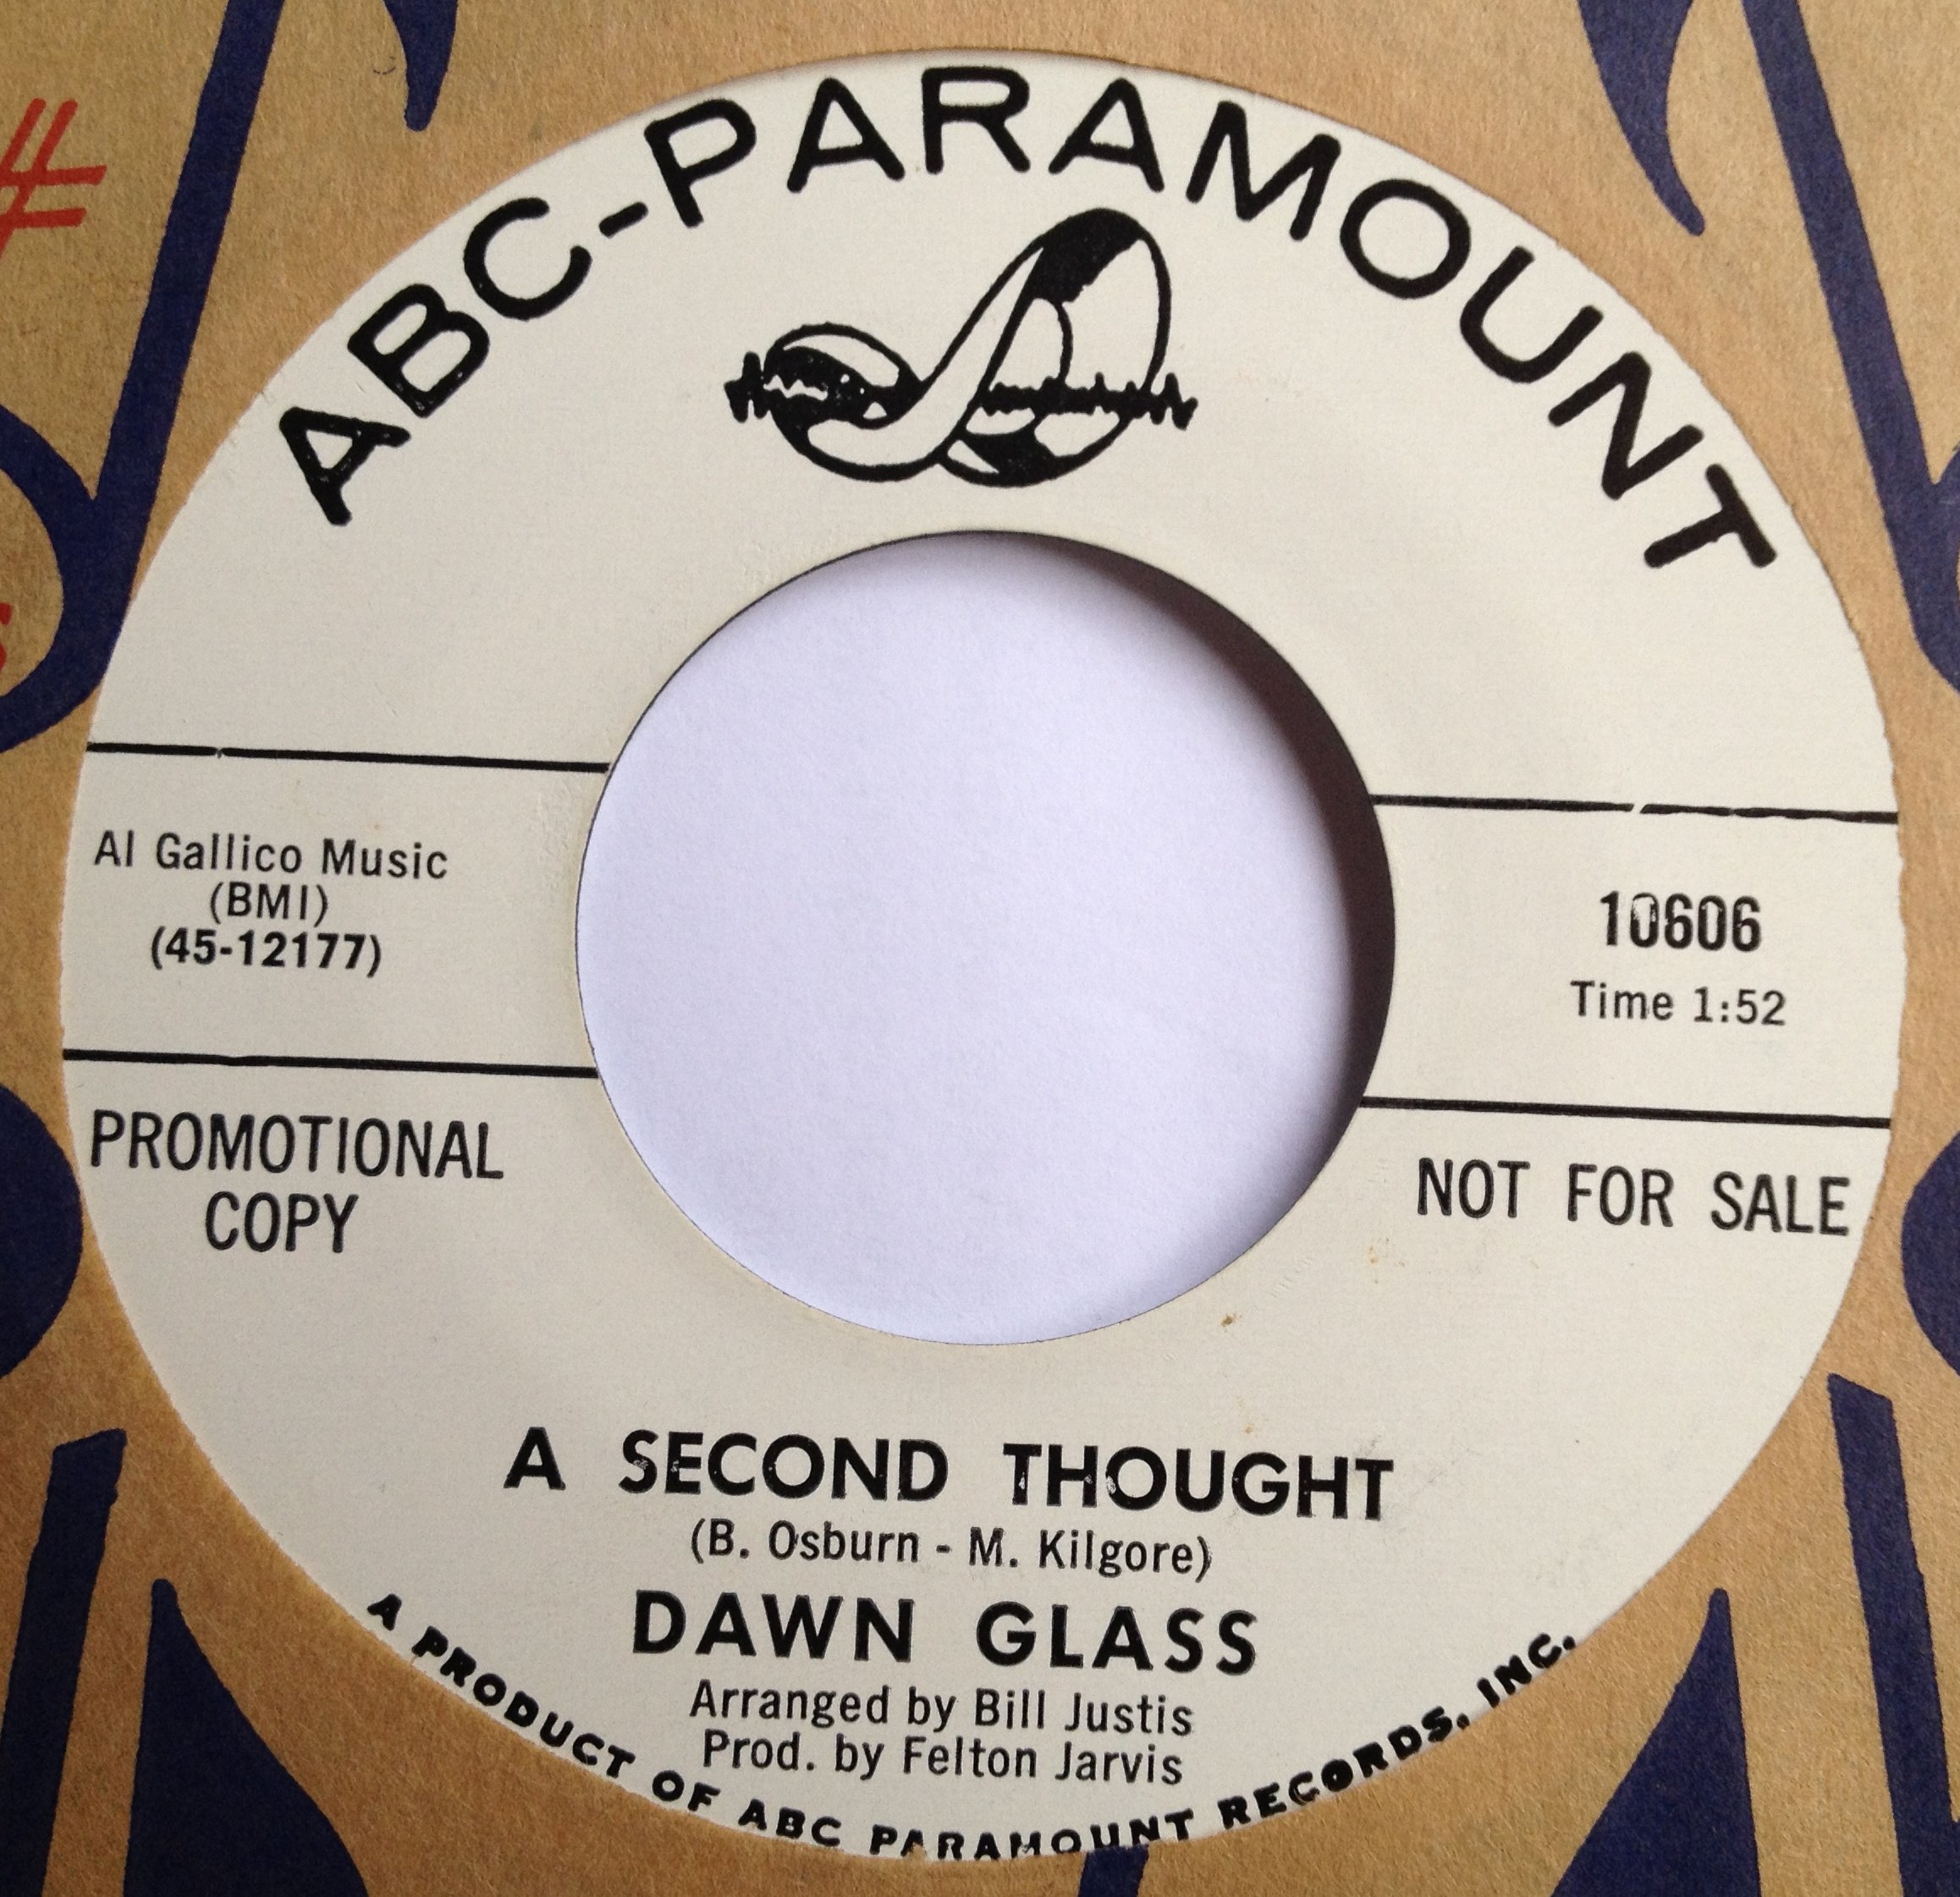 ABC-PARAMOUNT
Al Gallico Music
(BMI)
(45-12177)
10606
Time 1:52
PROMOTIONAL
COPY
NOT FOR SALE
A SECOND THOUGHT
(B. Osburn - M. Kilgore)
DAWN GLASS
Arranged by Bill Justis
Prod. by Felton Jarvis
A PRODUCT OF ABC PARAMOUNT RECORDS, INC.